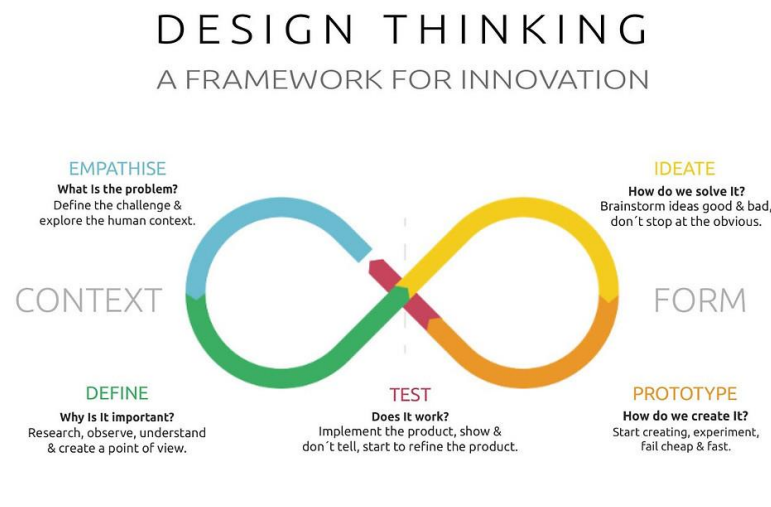 DESIGN THINKING
A FRAMEWORK FOR INNOVATION
EMPATHISE
What Is the problem?
Define the challenge &
explore the human context.
IDEATE
How do we solve It?
Brainstorm ideas good & bad,
don´t stop at the obvious.
CONTEXT
FORM
DEFINE
Why Is It important?
Research, observe, understand
& create a point of view.
TEST
Does It work?
Implement the product, show &
don´t tell, start to refine the product.
PROTOTYPE
How do we create It?
Start creating, experiment,
fail cheap & fast.